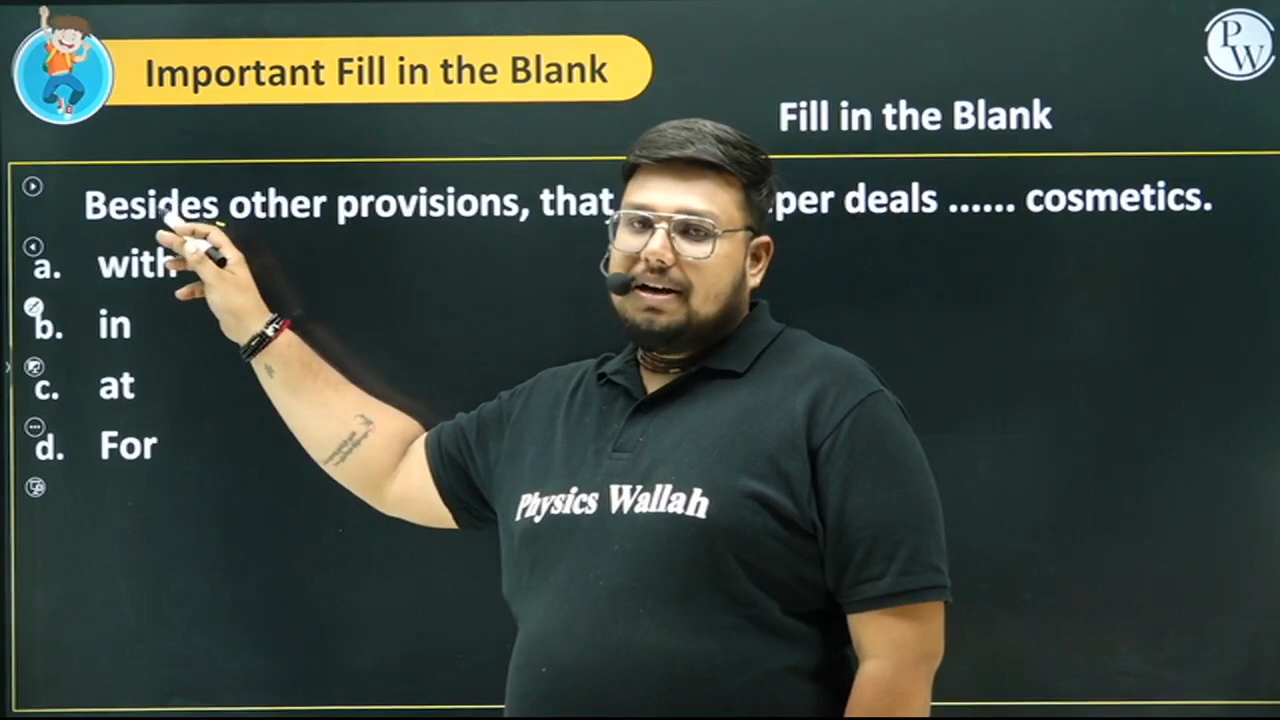 Important Fill in the Blank
PW
Fill in the Blank
Besides other provisions, that per deals ...... cosmetics.
a. with
b. in
c. at
d. For
Physics Wallah